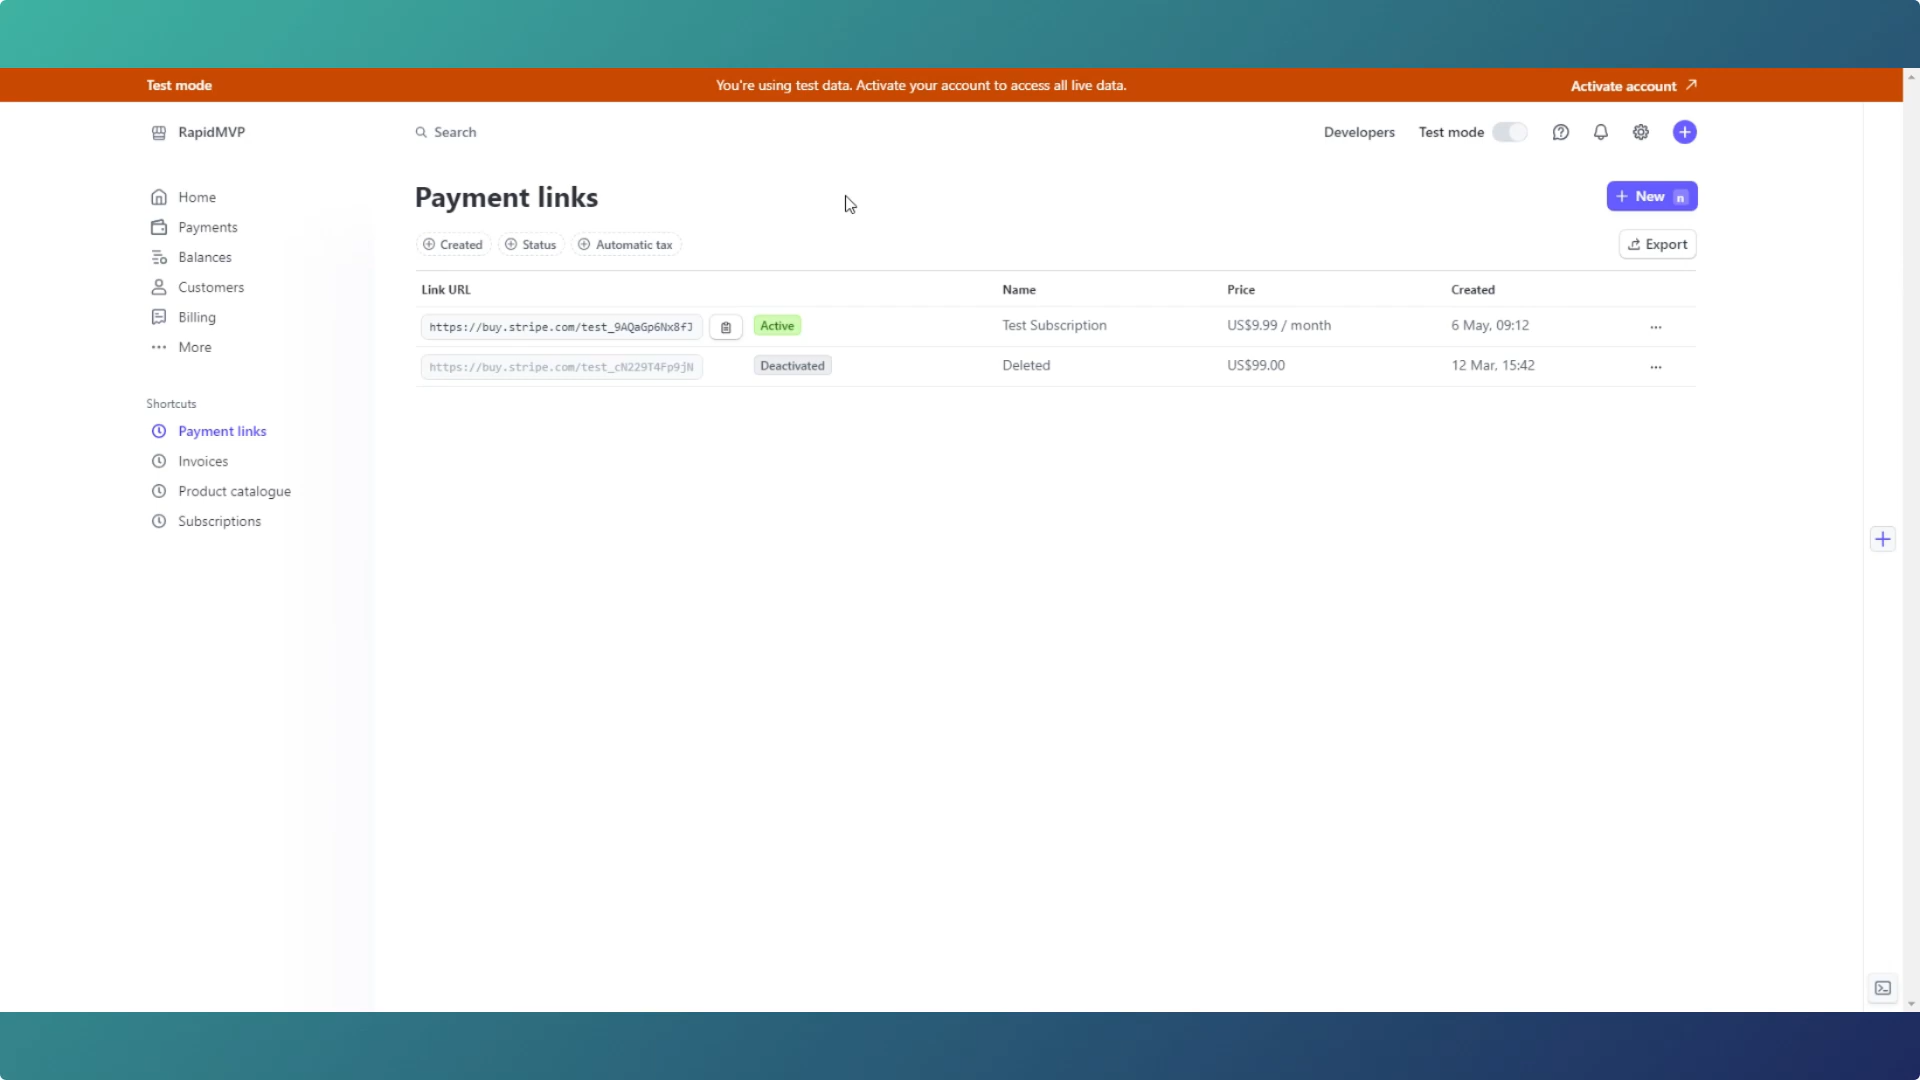 Test mode
You're using test data. Activate your account to access all live data.
Activate account
RapidMVP
Search
Developers
Test mode
Home
Payments
Balances
Customers
Billing
More
Shortcuts
Payment links
Invoices
Product catalogue
Subscriptions
Payment links
New n
Created
Status
Automatic tax
Export
Link URL Name Price Created
https://buy.stripe.com/test_9AQaGp6Nx8fJ Active Test Subscription US$9.99 / month 6 May, 09:12
https://buy.stripe.com/test_cN229T4Fp9jN Deactivated Deleted US$99.00 12 Mar, 15:42